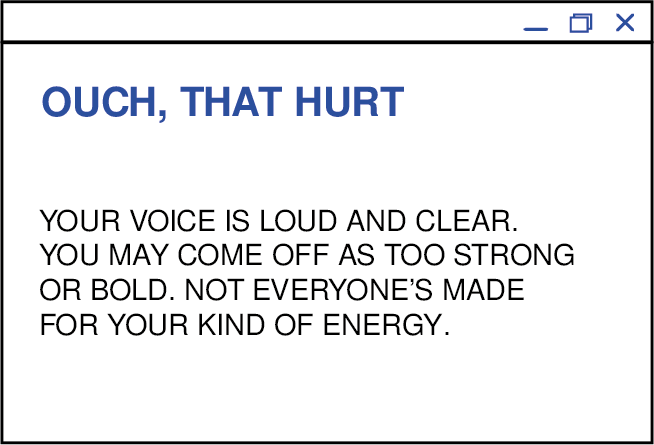 OUCH, THAT HURT
YOUR VOICE IS LOUD AND CLEAR.
YOU MAY COME OFF AS TOO STRONG
OR BOLD. NOT EVERYONE’S MADE
FOR YOUR KIND OF ENERGY.